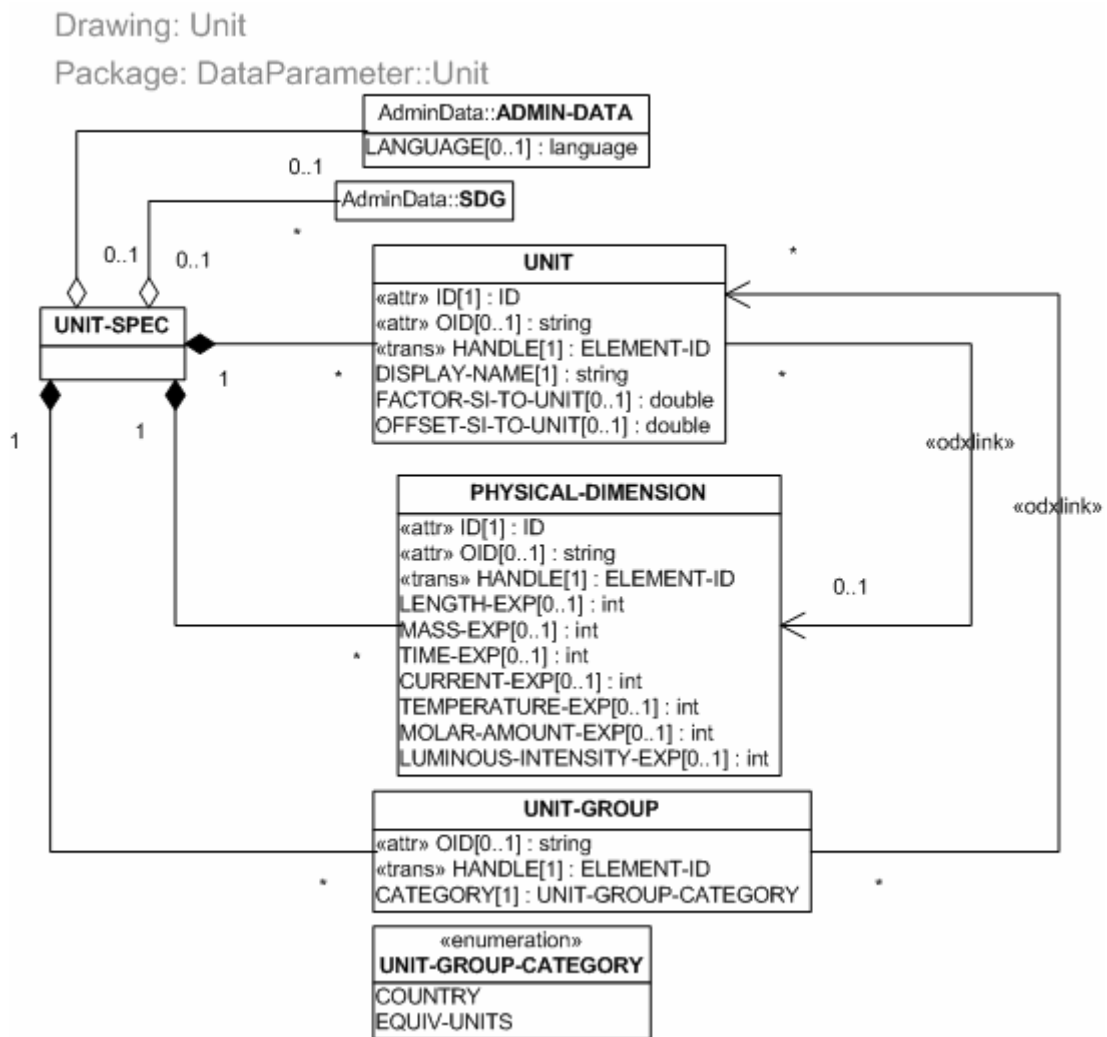 Drawing: Unit
Package: DataParameter::Unit
AdminData::ADMIN-DATA
LANGUAGE[0..1] : language
0..1
AdminData::SDG
*
0..1
0..1
*
UNIT-SPEC
UNIT
«attr» ID[1] : ID
«attr» OID[0..1] : string
«trans» HANDLE[1] : ELEMENT-ID
DISPLAY-NAME[1] : string
FACTOR-SI-TO-UNIT[0..1] : double
OFFSET-SI-TO-UNIT[0..1] : double
1
*
*
1
1
«odxlink»
«odxlink»
PHYSICAL-DIMENSION
«attr» ID[1] : ID
«attr» OID[0..1] : string
«trans» HANDLE[1] : ELEMENT-ID
LENGTH-EXP[0..1] : int
MASS-EXP[0..1] : int
TIME-EXP[0..1] : int
CURRENT-EXP[0..1] : int
TEMPERATURE-EXP[0..1] : int
MOLAR-AMOUNT-EXP[0..1] : int
LUMINOUS-INTENSITY-EXP[0..1] : int
0..1
*
UNIT-GROUP
«attr» OID[0..1] : string
«trans» HANDLE[1] : ELEMENT-ID
CATEGORY[1] : UNIT-GROUP-CATEGORY
*
*
«enumeration»
UNIT-GROUP-CATEGORY
COUNTRY
EQUIV-UNITS